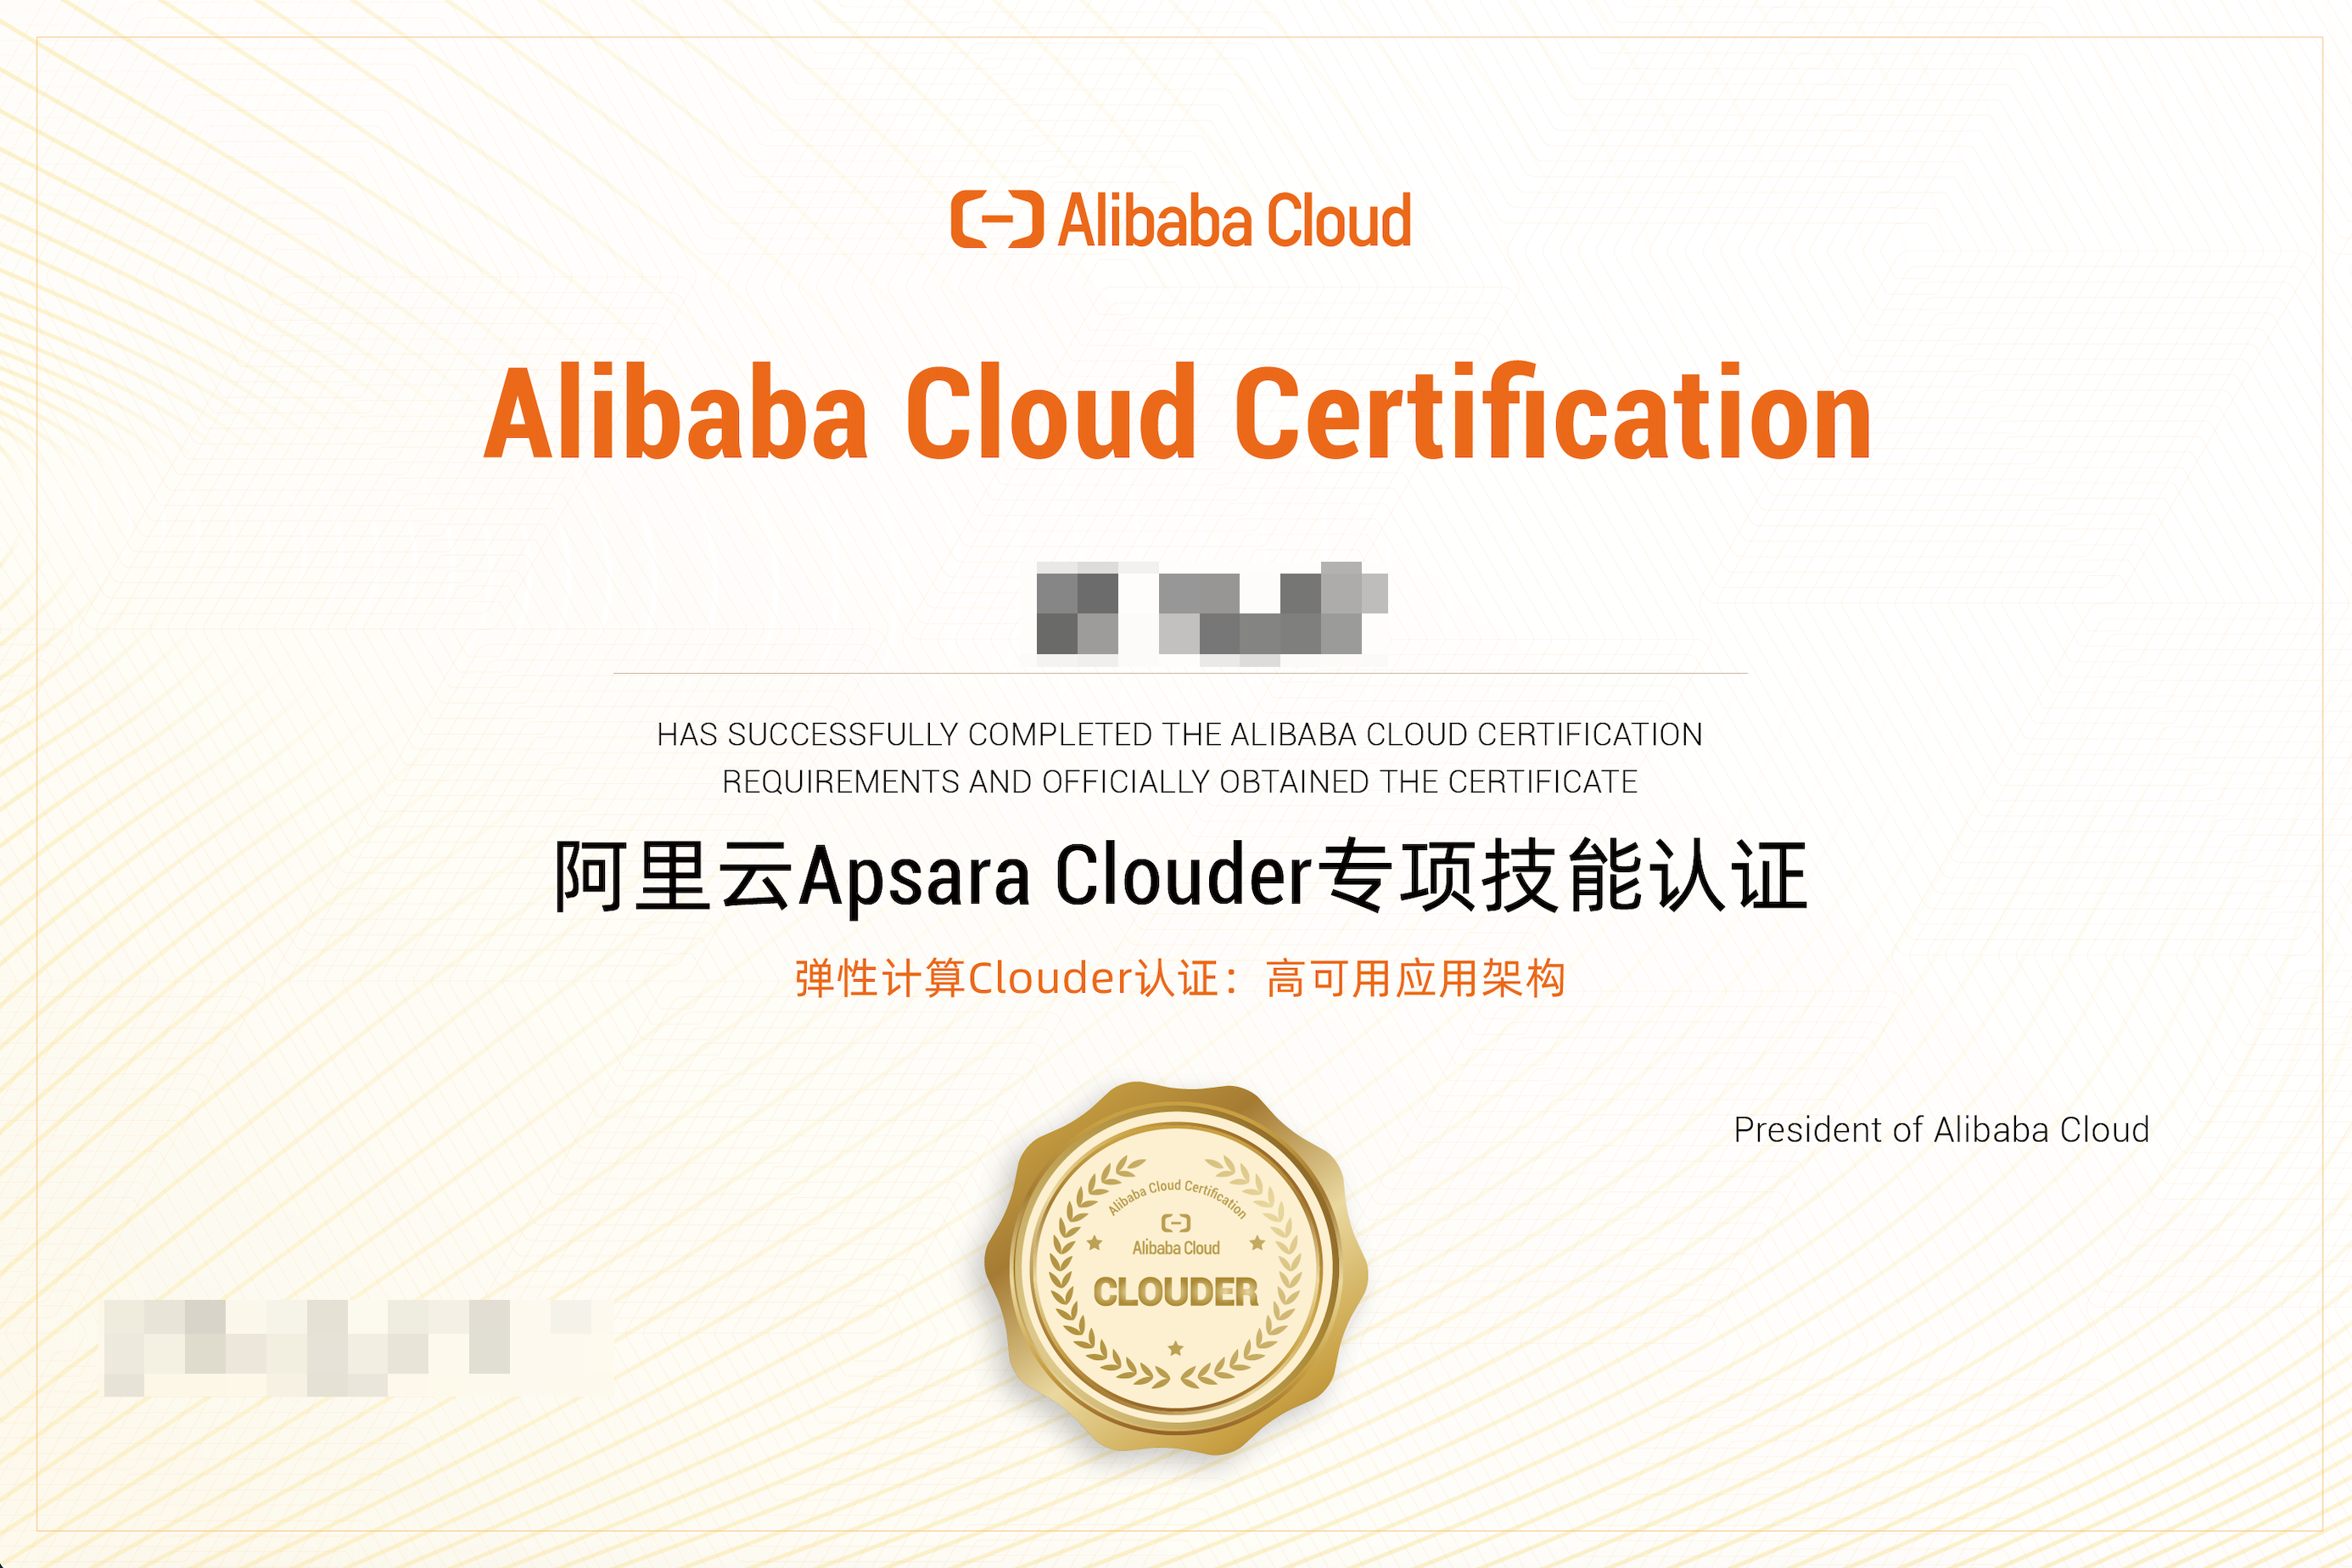 Alibaba Cloud
Alibaba Cloud Certification
HAS SUCCESSFULLY COMPLETED THE ALIBABA CLOUD CERTIFICATION
REQUIREMENTS AND OFFICIALLY OBTAINED THE CERTIFICATE
阿里云Apsara Clouder专项技能认证
弹性计算Clouder认证：高可用应用架构
President of Alibaba Cloud
Alibaba Cloud Certification
Alibaba Cloud
CLOUDER